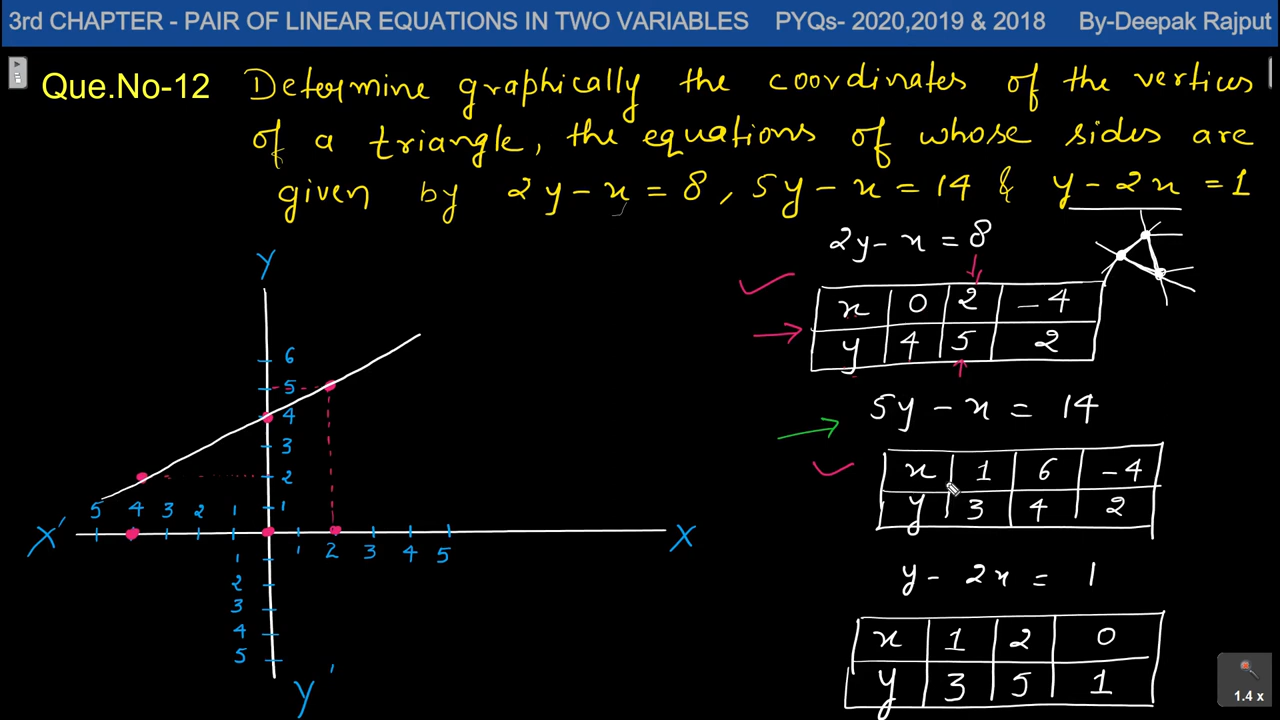 3rd CHAPTER - PAIR OF LINEAR EQUATIONS IN TWO VARIABLES PYQs- 2020,2019 & 2018 By-Deepak Rajput
Que.No-12 Determine graphically the coordinates of the vertices
of a triangle, the equations of whose sides are
given by 2y - x = 8, 5y - x = 14 & y - 2x = 1
2y - x = 8
x 0 2 -4
y 4 5 2
5y - x = 14
x 1 6 -4
y 3 4 2
y - 2x = 1
x 1 2 0
y 3 5 1
Y
6
5
4
3
2
1
5 4 3 2 1
X' X
1 2 3 4 5
1
2
3
4
5
Y'
1.4 x